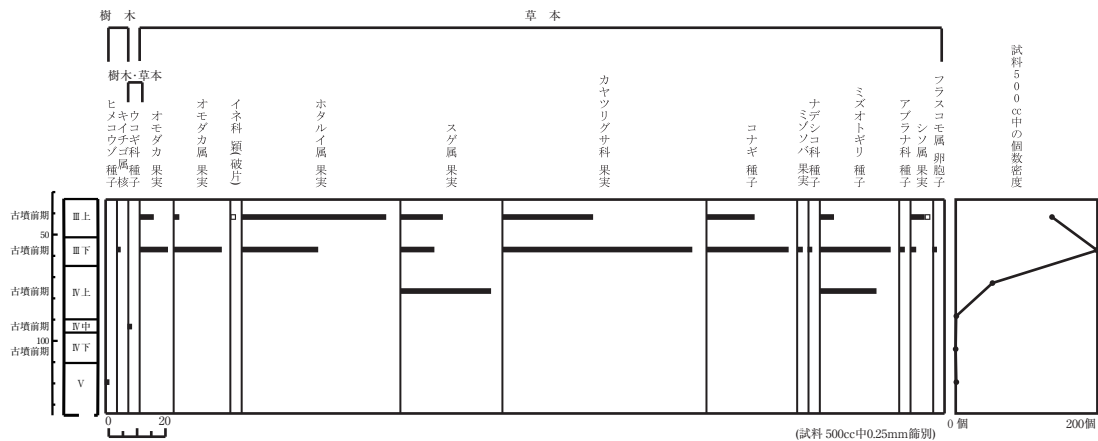 樹 木
草 本
樹木・草本
ヒメコウゾ 種子
キイチゴ属 核
ウコギ科 種子
オモダカ 果実
オモダカ属 果実
イネ科 穎(破片)
ホタルイ属 果実
スゲ属 果実
カヤツリグサ科 果実
コナギ 種子
ミゾソバ 果実
ナデシコ科 種子
ミズオトギリ 種子
アブラナ科 種子
シソ属 果実
フラスコモ属 卵胞子
試料500cc中の個数密度
古墳前期
Ⅲ上
50
古墳前期
Ⅲ下
古墳前期
Ⅳ上
古墳前期
Ⅳ中
100
古墳前期
Ⅳ下
Ⅴ
0 20
(試料 500cc中0.25mm篩別)
0 個
200個